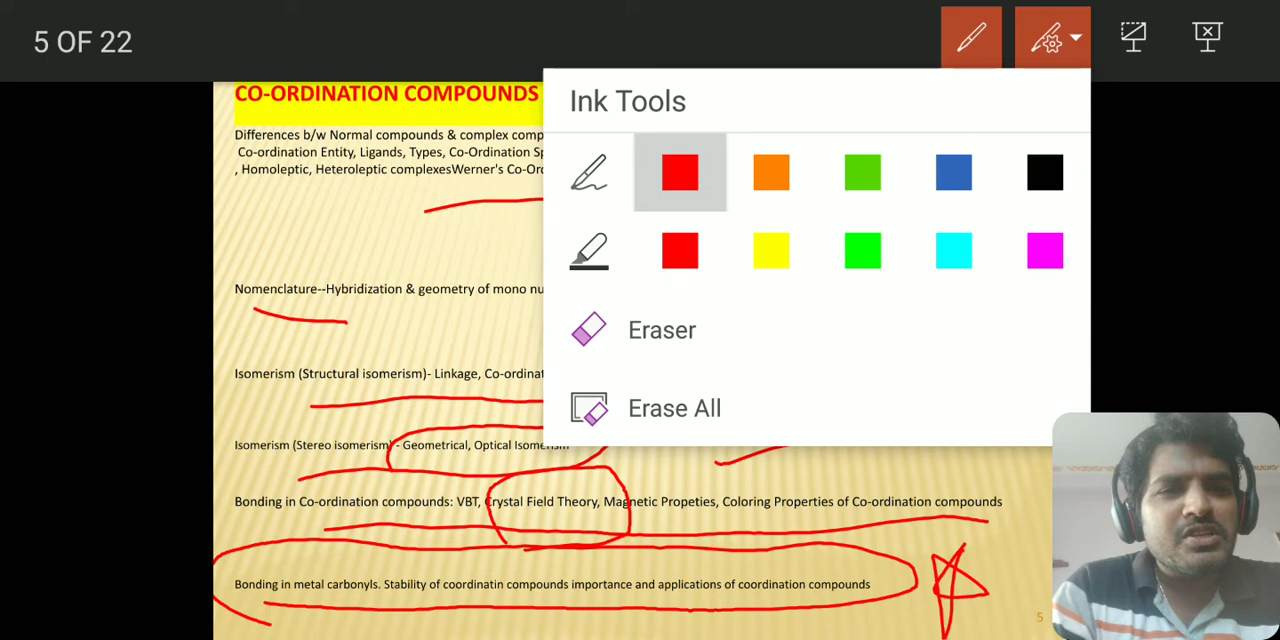 5 OF 22
CO-ORDINATION COMPOUNDS
Ink Tools
Differences b/w Normal compounds & complex comp
Co-ordination Entity, Ligands, Types, Co-Ordination Sp
, Homoleptic, Heteroleptic complexesWerner's Co-Ord
Nomenclature--Hybridization & geometry of mono nu
Eraser
Isomerism (Structural isomerism)- Linkage, Co-ordinat
Erase All
Isomerism (Stereo isomerism) - Geometrical, Optical Isomerism
Bonding in Co-ordination compounds: VBT, Crystal Field Theory, Magnetic Propeties, Coloring Properties of Co-ordination compounds
Bonding in metal carbonyls. Stability of coordinatin compounds importance and applications of coordination compounds
5